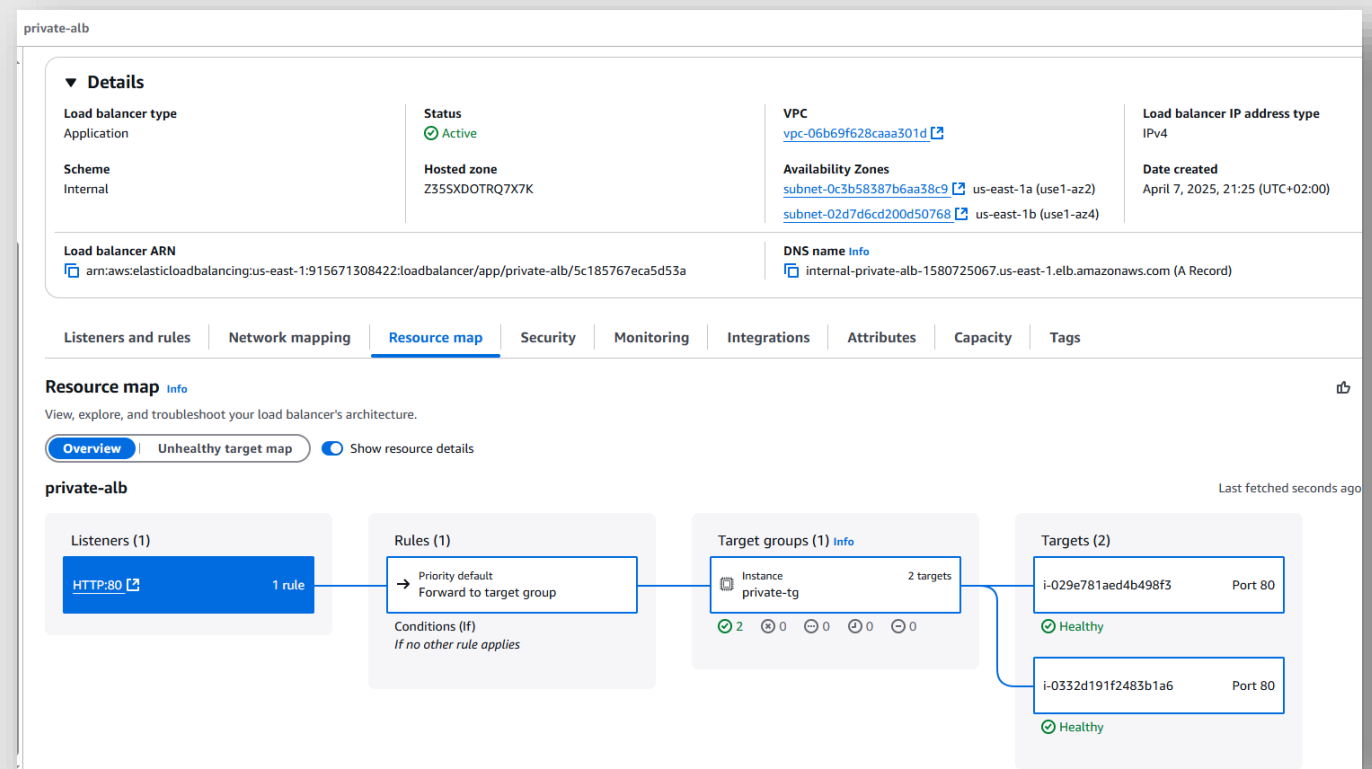 private-alb
Details
Load balancer type
Application
Status
Active
VPC
vpc-06b69f628caaa301d
Load balancer IP address type
IPv4
Scheme
Internal
Hosted zone
Z35SXDOTRQ7X7K
Availability Zones
subnet-0c3b58387b6aa38c9 us-east-1a (use1-az2)
subnet-02d7d6cd200d50768 us-east-1b (use1-az4)
Date created
April 7, 2025, 21:25 (UTC+02:00)
Load balancer ARN
arn:aws:elasticloadbalancing:us-east-1:915671308422:loadbalancer/app/private-alb/5c185767eca5d53a
DNS name Info
internal-private-alb-1580725067.us-east-1.elb.amazonaws.com (A Record)
Listeners and rules Network mapping Resource map Security Monitoring Integrations Attributes Capacity Tags
Resource map Info
View, explore, and troubleshoot your load balancer's architecture.
Overview Unhealthy target map Show resource details
private-alb
Last fetched seconds ago
Listeners (1)
HTTP:80 1 rule
Rules (1)
Priority default
Forward to target group
Conditions (If)
If no other rule applies
Target groups (1) Info
Instance 2 targets
private-tg
2 0 0 0 0
Targets (2)
i-029e781aed4b498f3 Port 80
Healthy
i-0332d191f2483b1a6 Port 80
Healthy